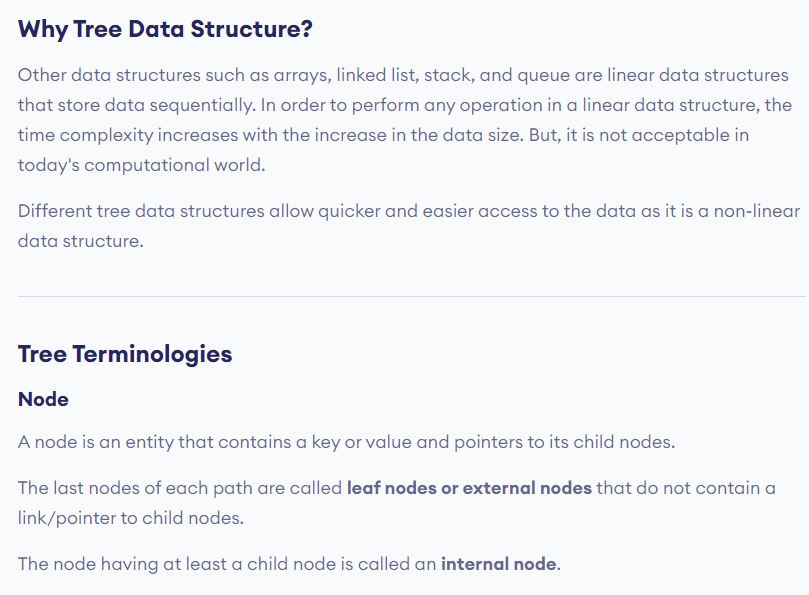 Why Tree Data Structure?
Other data structures such as arrays, linked list, stack, and queue are linear data structures
that store data sequentially. In order to perform any operation in a linear data structure, the
time complexity increases with the increase in the data size. But, it is not acceptable in
today's computational world.
Different tree data structures allow quicker and easier access to the data as it is a non-linear
data structure.
Tree Terminologies
Node
A node is an entity that contains a key or value and pointers to its child nodes.
The last nodes of each path are called leaf nodes or external nodes that do not contain a
link/pointer to child nodes.
The node having at least a child node is called an internal node.